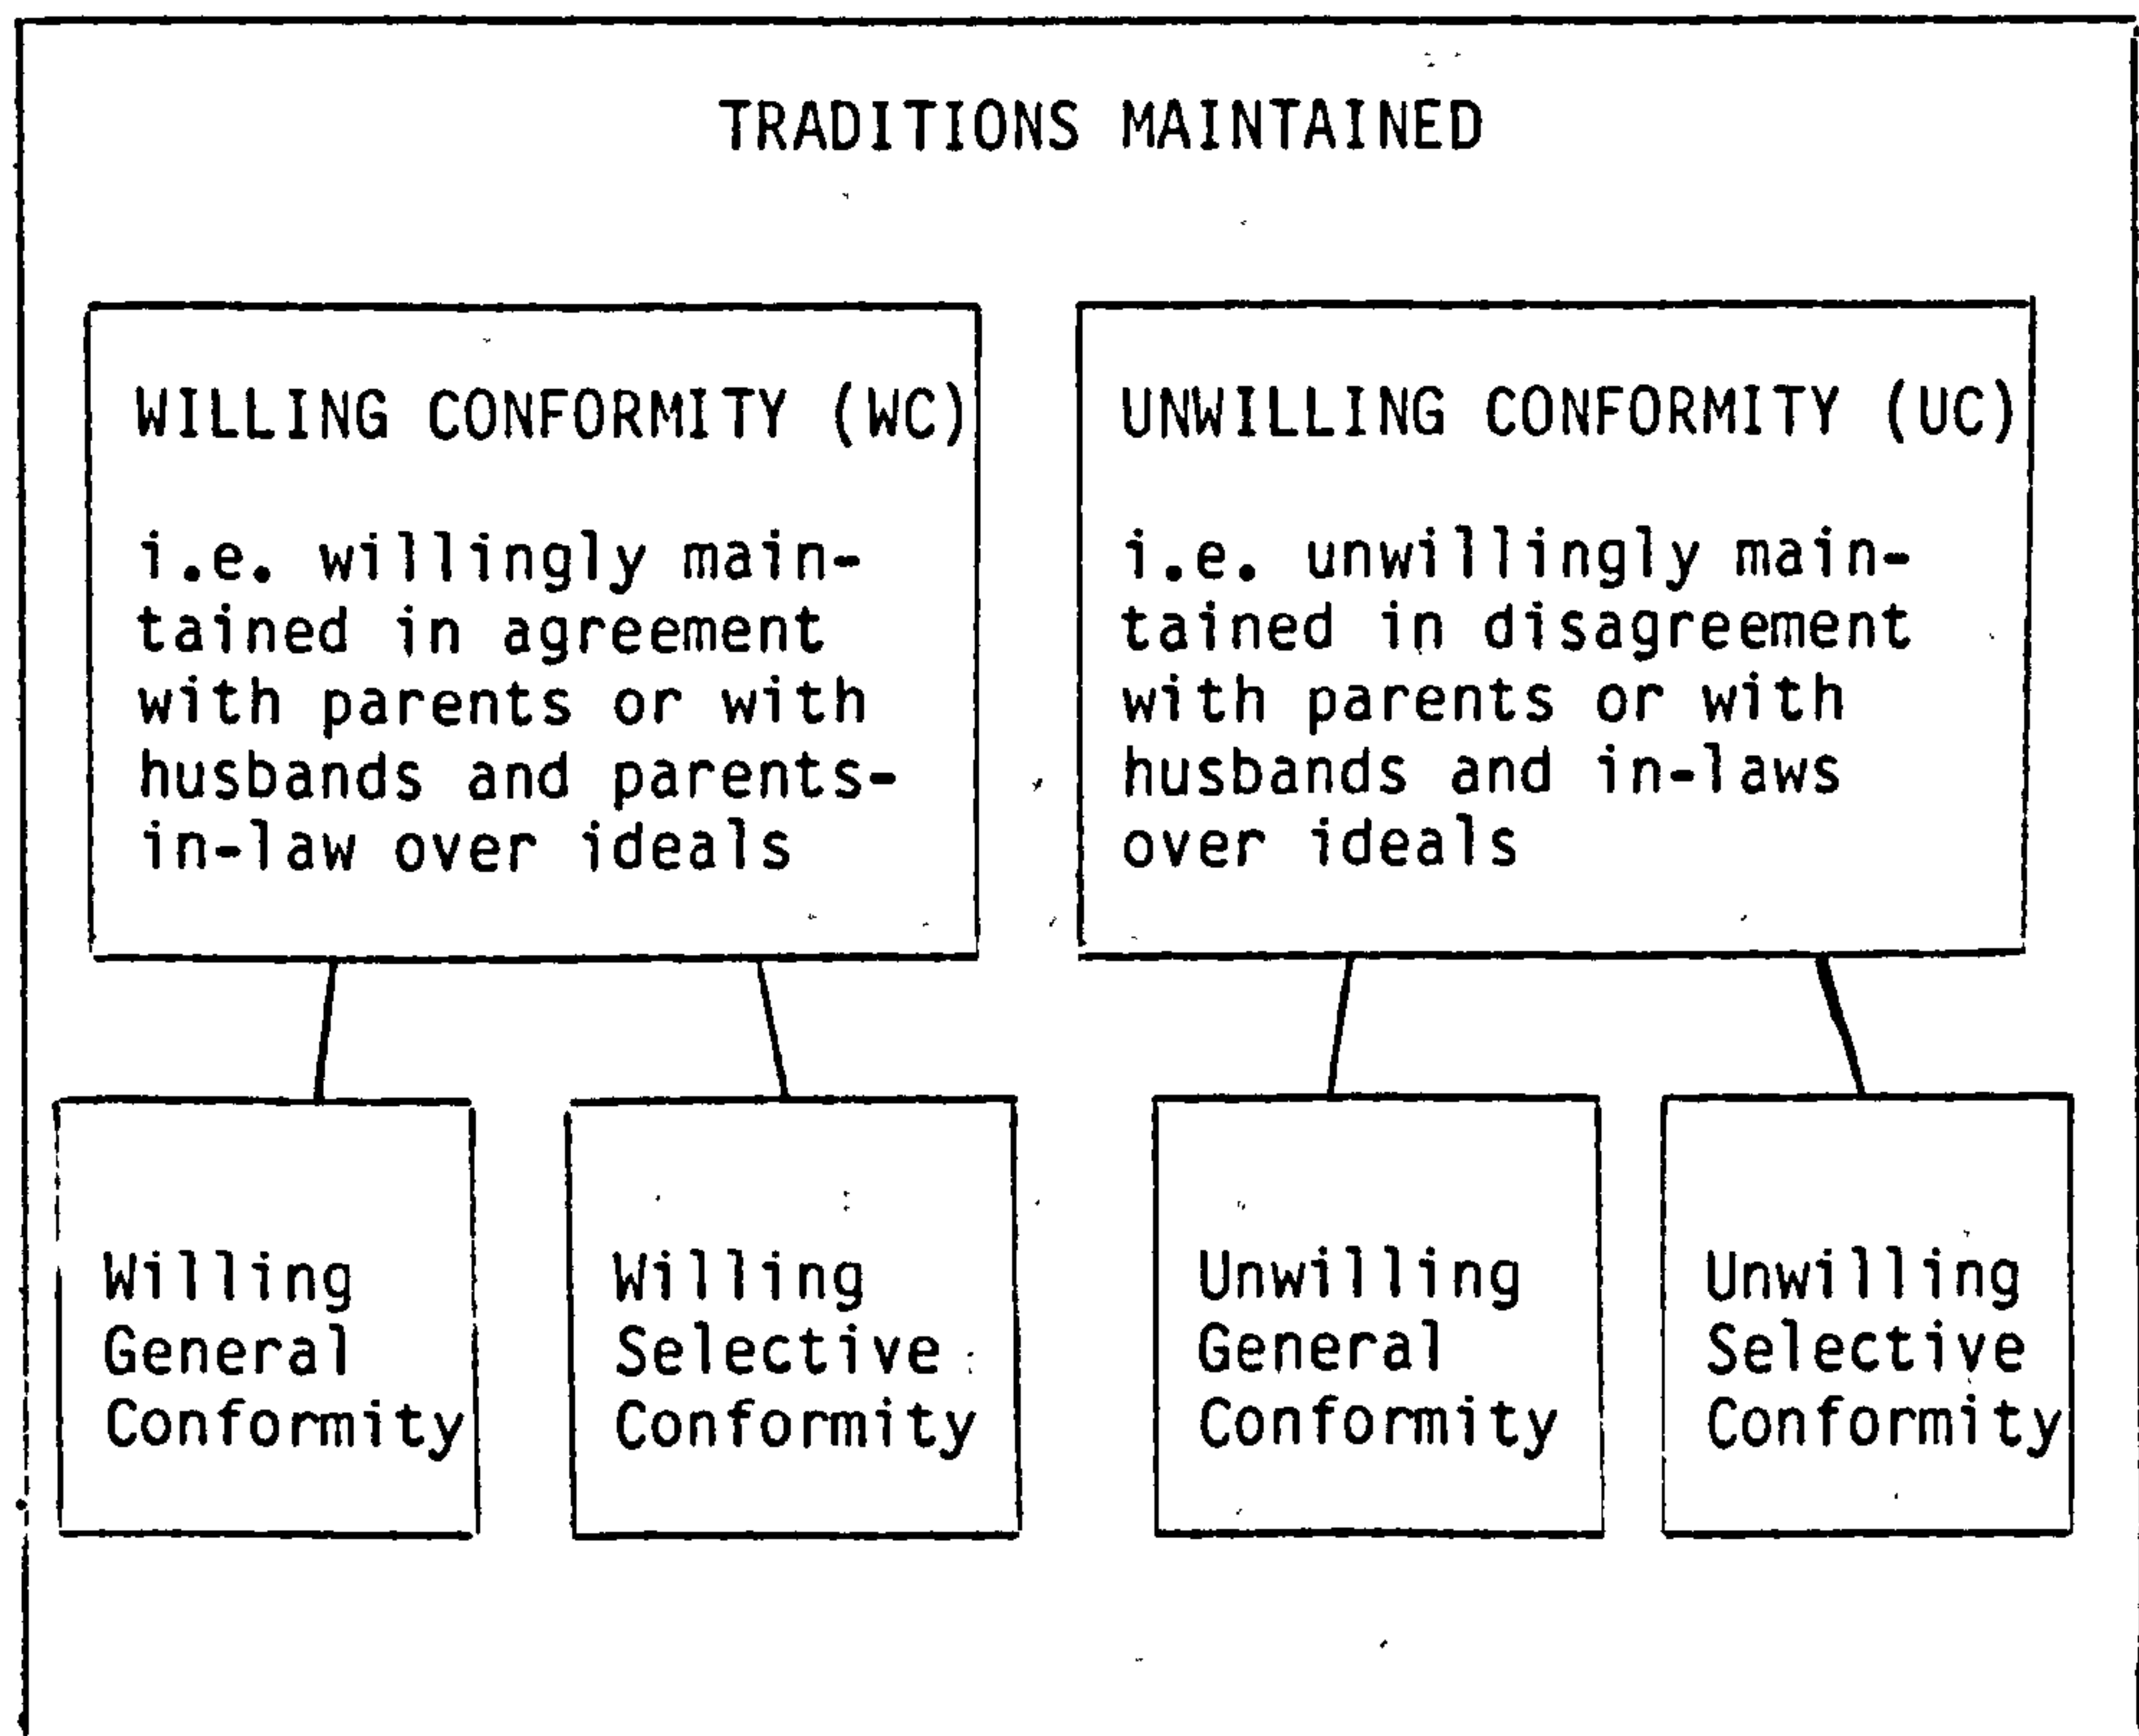 TRADITIONS MAINTAINED
WILLING CONFORMITY (WC)
i.e. willingly main-
tained in agreement
with parents or with
husbands and parents-
in-law over ideals
UNWILLING CONFORMITY (UC)
i.e. unwillingly main-
tained in disagreement
with parents or with
husbands and in-laws
over ideals
Willing
General
Conformity
Willing
Selective
Conformity
Unwilling
General
Conformity
Unwilling
Selective
Conformity